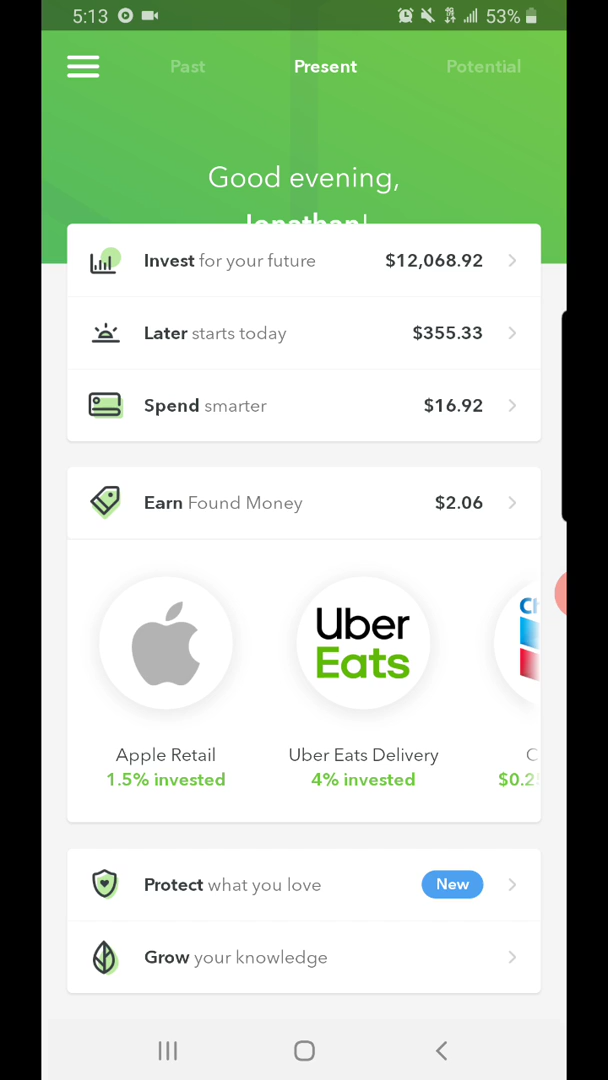 5:13 53%
Past Present Potential
Good evening,
Jonathan!
Invest for your future $12,068.92
Later starts today $355.33
Spend smarter $16.92
Earn Found Money $2.06
Uber
Eats
Apple Retail Uber Eats Delivery
1.5% invested 4% invested
Protect what you love New
Grow your knowledge